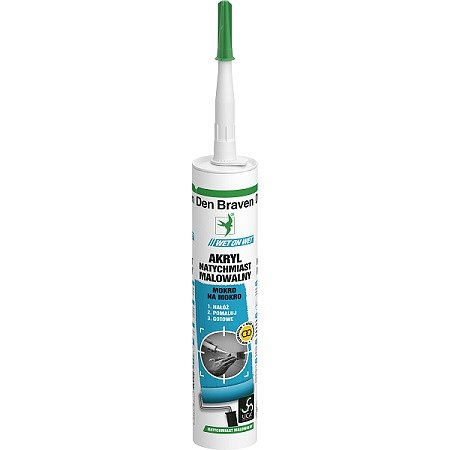 Den Braven
WET ON WET
AKRYL
NATYCHMIAST
MALOWALNY
MOKRO
NA MOKRO
1. NAŁÓŻ
2. POMALUJ
3. GOTOWE
NATYCHMIAST MALOWALNY